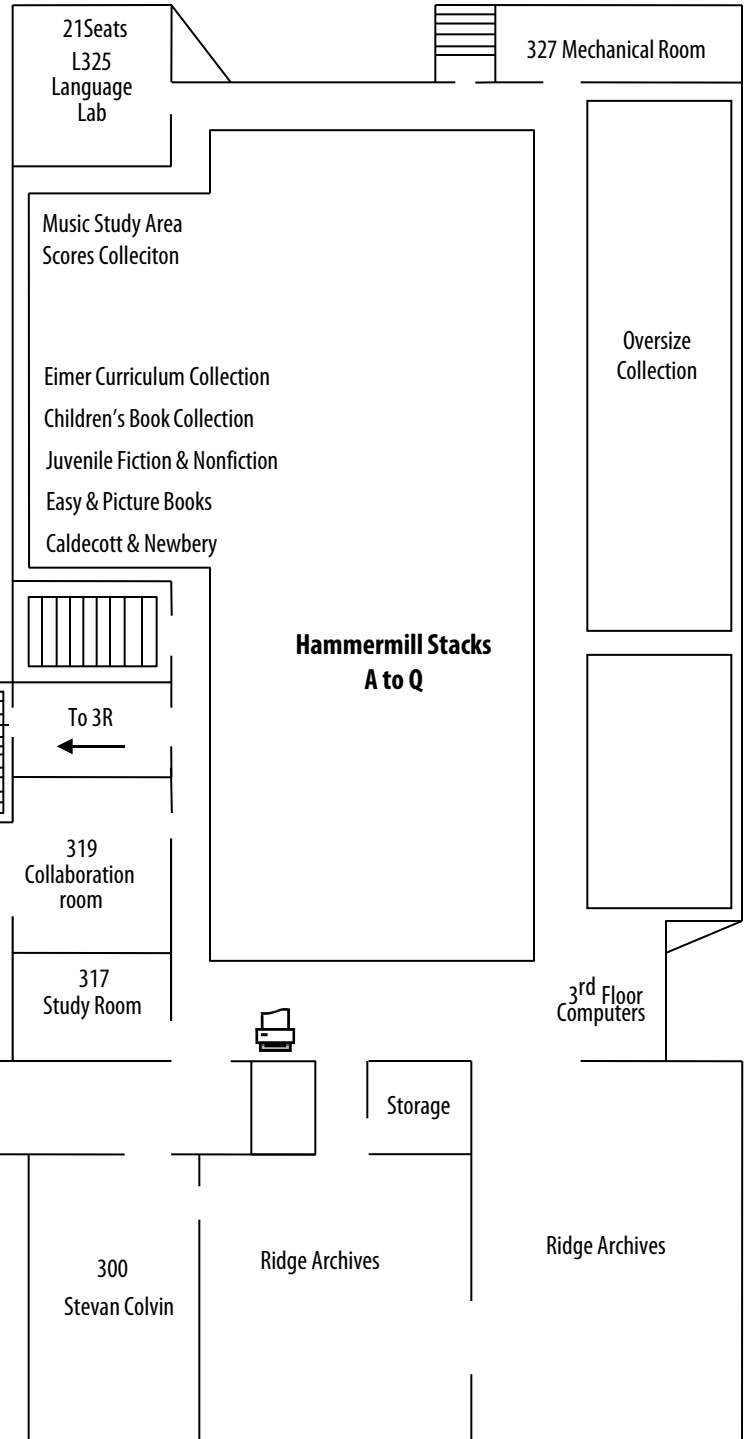 21Seats
L325
Language
Lab
327 Mechanical Room
Music Study Area
Scores Colleciton
Oversize
Collection
Eimer Curriculum Collection
Children's Book Collection
Juvenile Fiction & Nonfiction
Easy & Picture Books
Caldecott & Newbery
Hammermill Stacks
A to Q
To 3R
319
Collaboration
room
317
Study Room
3rd Floor
Computers
Storage
300
Stevan Colvin
Ridge Archives
Ridge Archives